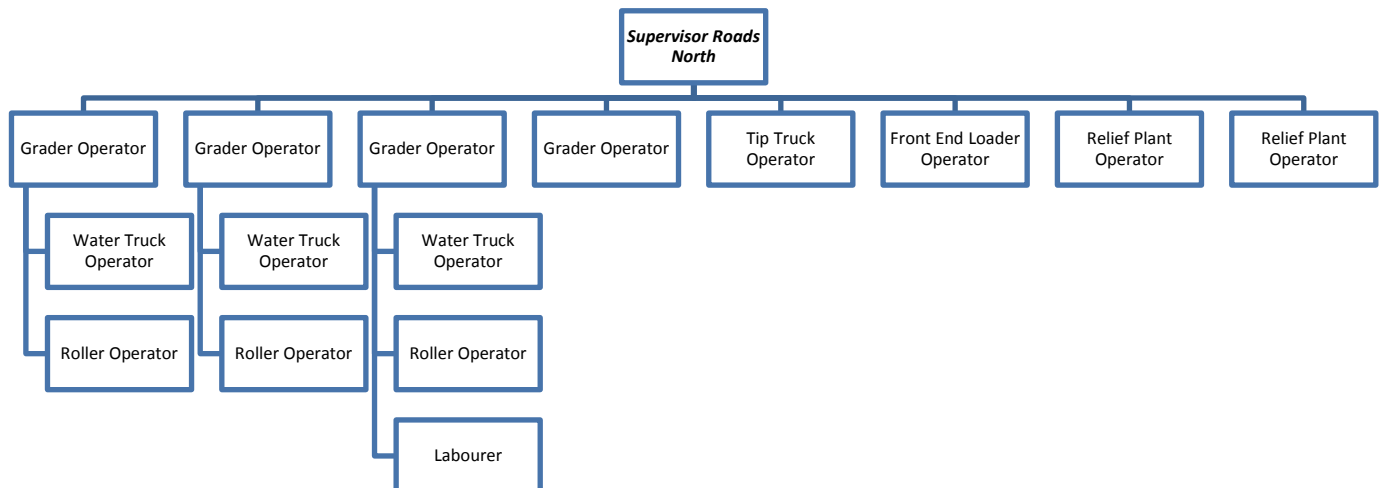 Supervisor Roads
North
Grader Operator
Grader Operator
Grader Operator
Grader Operator
Tip Truck
Operator
Front End Loader
Operator
Relief Plant
Operator
Relief Plant
Operator
Water Truck
Operator
Water Truck
Operator
Water Truck
Operator
Roller Operator
Roller Operator
Roller Operator
Labourer